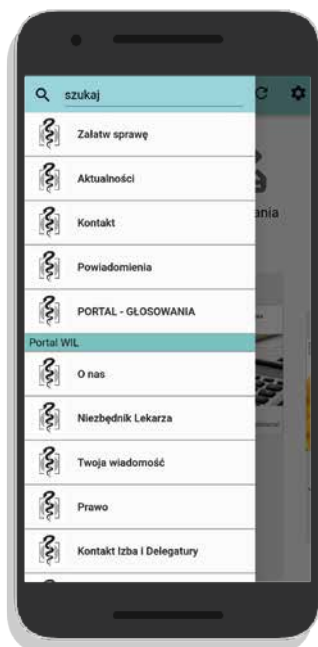 szukaj
Załatw sprawę
Aktualności
Kontakt
ania
Powiadomienia
PORTAL - GŁOSOWANIA
Portal WIL
O nas
Niezbędnik Lekarza
Twoja wiadomość
Prawo
Kontakt Izba i Delegatury